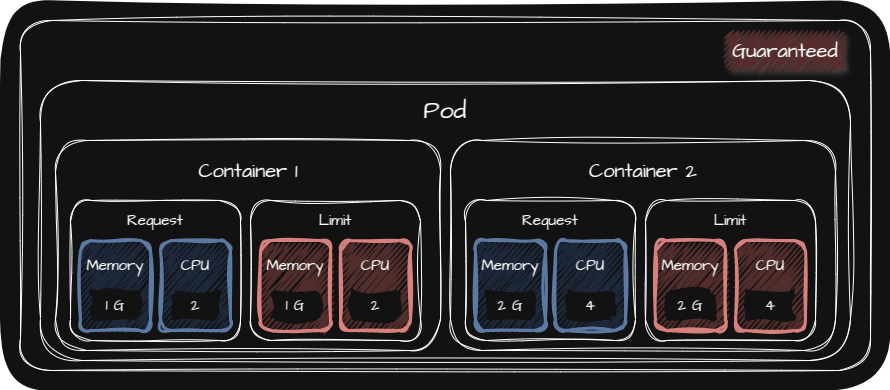 Guaranteed
Pod
Container 1
Container 2
Request
Limit
Request
Limit
Memory
CPU
Memory
CPU
Memory
CPU
Memory
CPU
1 G
2
1 G
2
2 G
4
2 G
4